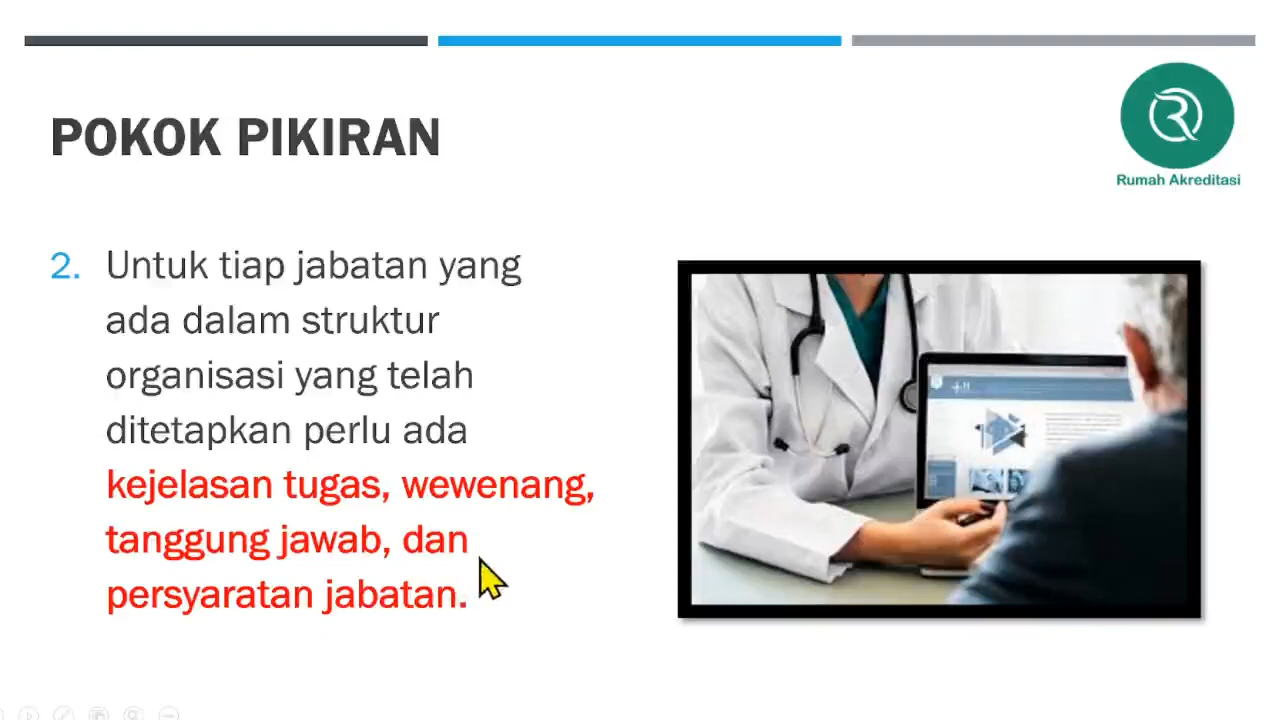 POKOK PIKIRAN
Rumah Akreditasi
2. Untuk tiap jabatan yang
ada dalam struktur
organisasi yang telah
ditetapkan perlu ada
kejelasan tugas, wewenang,
tanggung jawab, dan
persyaratan jabatan.